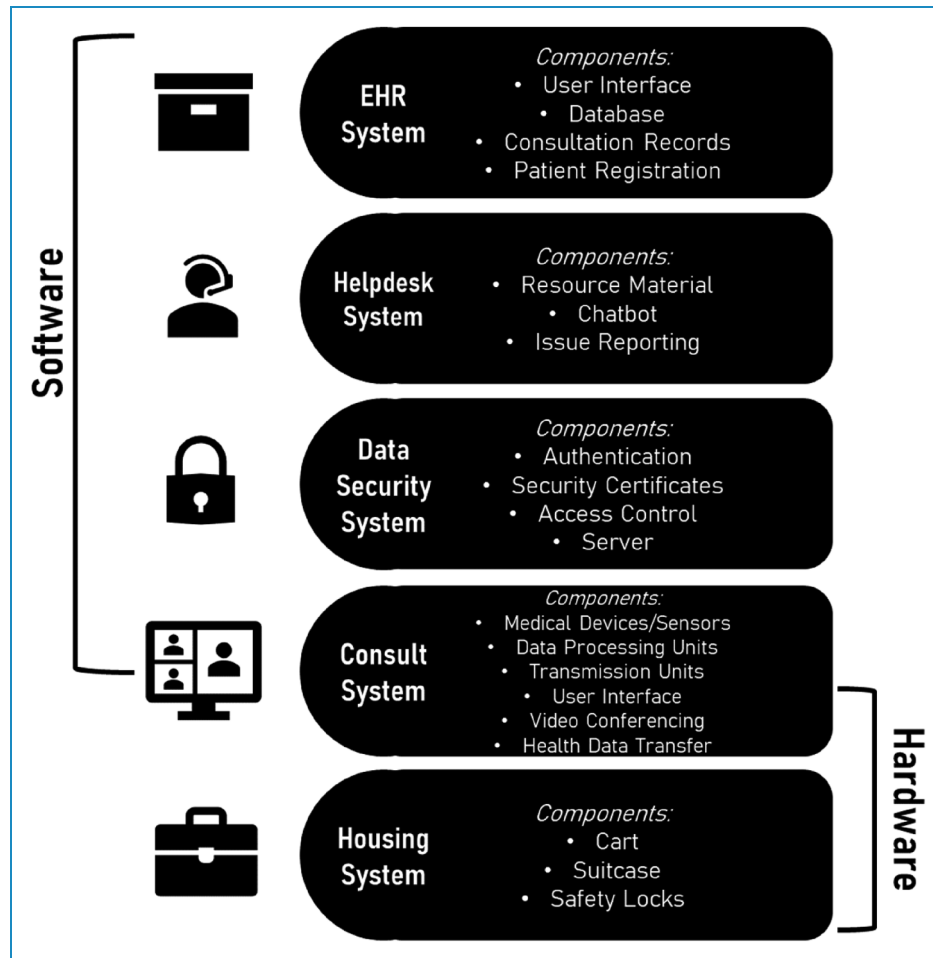 Software
EHR
System
Components:
• User Interface
• Database
• Consultation Records
• Patient Registration
Helpdesk
System
Components:
• Resource Material
• Chatbot
• Issue Reporting
Data
Security
System
Components:
• Authentication
• Security Certificates
• Access Control
• Server
Consult
System
Components:
• Medical Devices/Sensors
• Data Processing Units
• Transmission Units
• User Interface
• Video Conferencing
• Health Data Transfer
Housing
System
Components:
• Cart
• Suitcase
• Safety Locks
Hardware